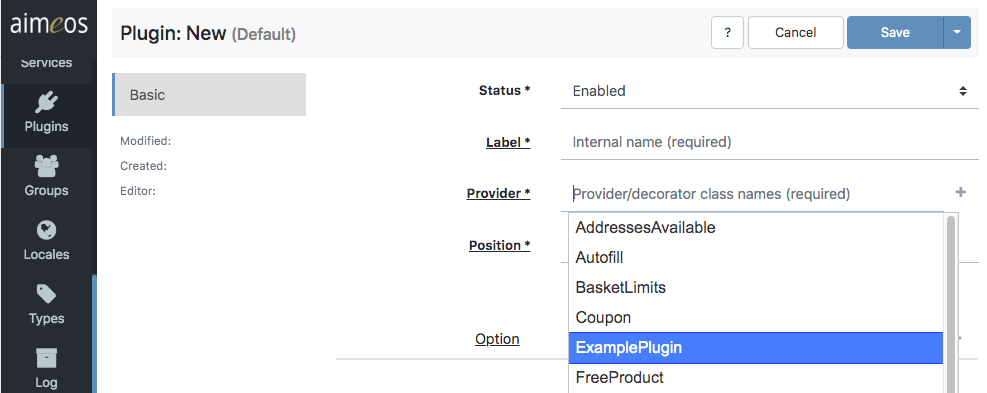 aimeos
Services
Plugins
Groups
Locales
Types
Log
Plugin: New (Default)
?
Cancel
Save
Basic
Modified:
Created:
Editor:
Status *
Enabled
Label *
Internal name (required)
Provider *
Provider/decorator class names (required)
+
Position *
Option
AddressesAvailable
Autofill
BasketLimits
Coupon
ExamplePlugin
FreeProduct